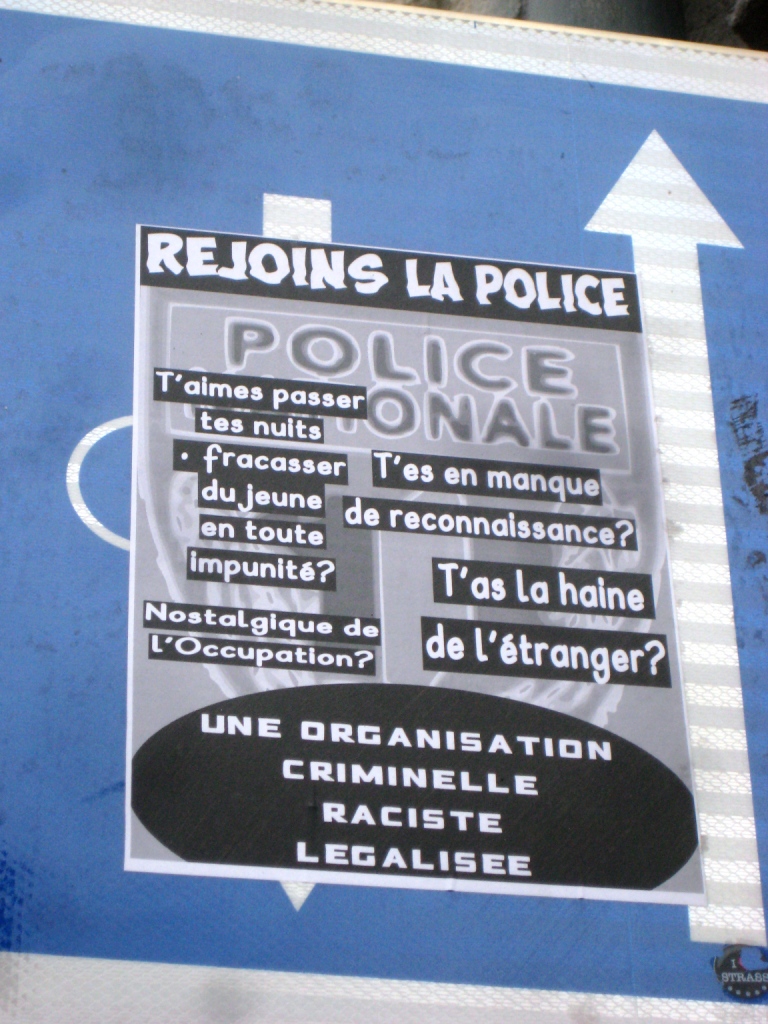 REJOINS LA POLICE
POLICE
T'aimes passer
tes nuits
• fracasser
du jeune
en toute
impunité?
T'es en manque
de reconnaissance?
T'as la haine
de l'étranger?
Nostalgique de
l'Occupation?
UNE ORGANISATION
CRIMINELLE
RACISTE
LEGALISEE
I
STRASS